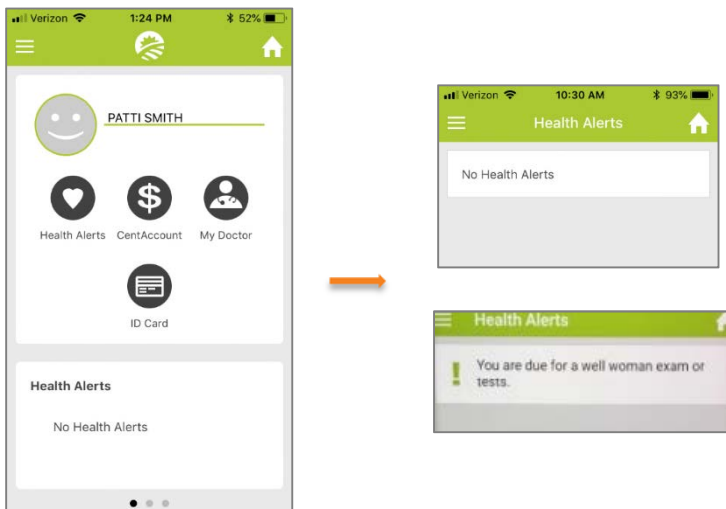 Verizon 1:24 PM 52%
PATTI SMITH
Health Alerts CentAccount My Doctor
ID Card
Health Alerts
No Health Alerts
Verizon 10:30 AM 93%
Health Alerts
No Health Alerts
Health Alerts
You are due for a well woman exam or
tests.